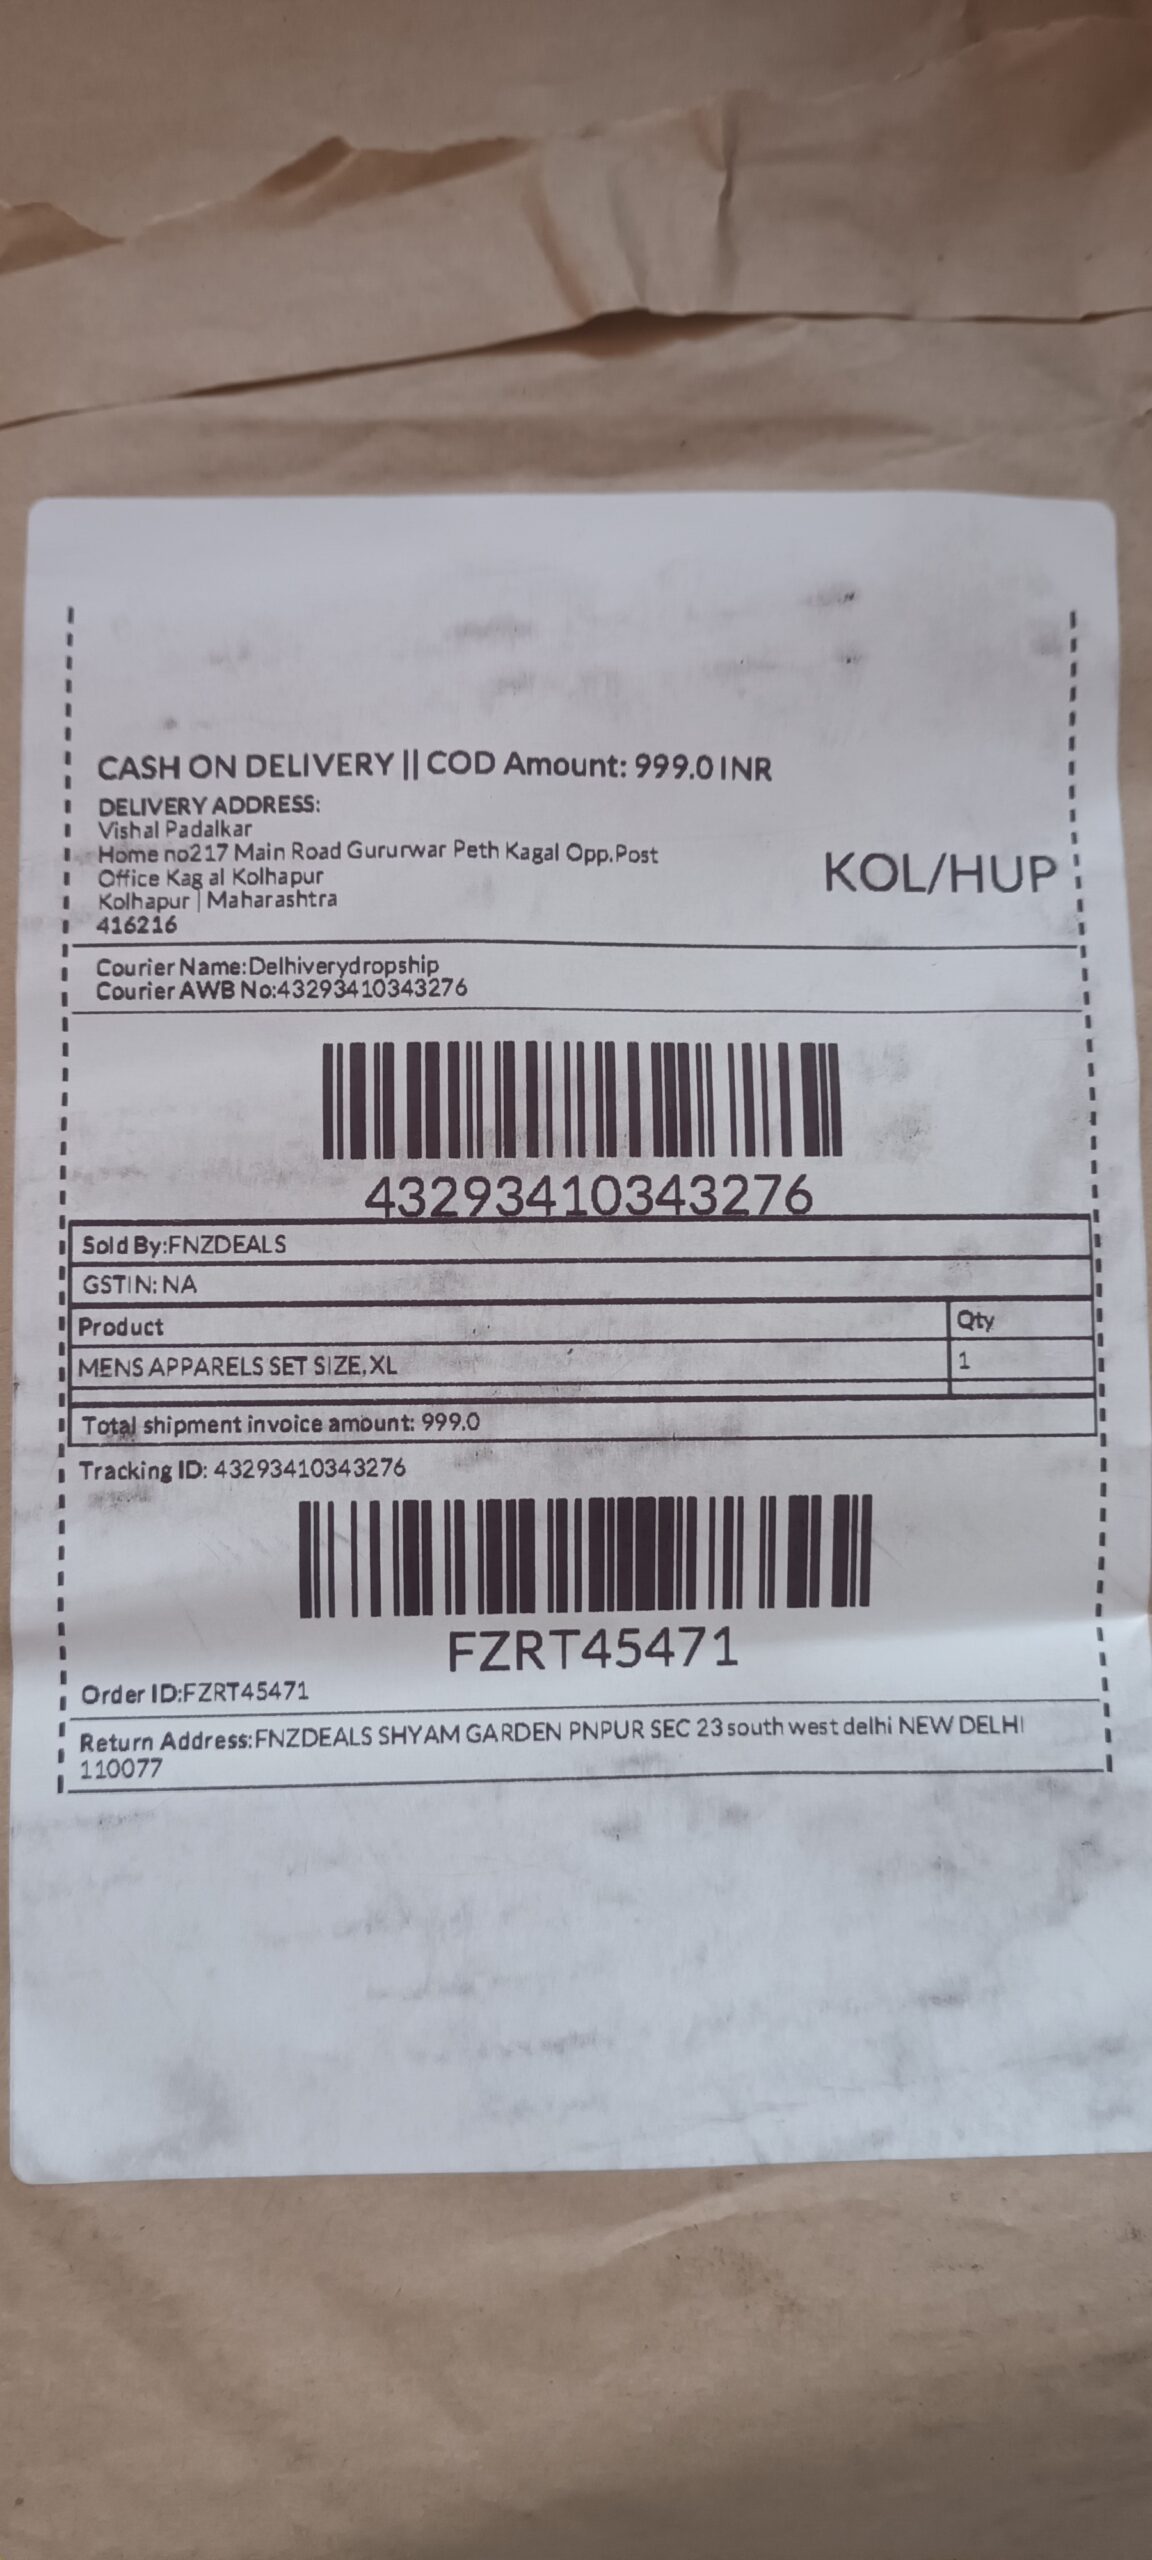 CASH ON DELIVERY || COD Amount: 999.0 INR
DELIVERY ADDRESS:
Vishal Padalkar
Home no217 Main Road Gururwar Peth Kagal Opp.Post
Office Kag al Kolhapur
Kolhapur | Maharashtra
416216
KOL/HUP
Courier Name:Delhiverydropship
Courier AWB No:43293410343276
43293410343276
Sold By:FNZDEALS
GSTIN: NA
Product Qty
MENS APPARELS SET SIZE,XL 1
Total shipment invoice amount: 999.0
Tracking ID: 43293410343276
FZRT45471
Order ID:FZRT45471
Return Address:FNZDEALS SHYAM GARDEN PNPUR SEC 23 south west delhi NEW DELHI
110077